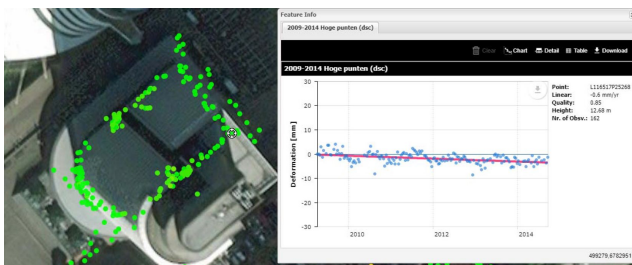 Feature Info
2009-2014 Hoge punten (dsc)
Clear Chart Detail Table Download
2009-2014 Hoge punten (dsc)
Point: L116517P25268
Linear: -0.6 mm/yr
Quality: 0.85
Height: 12.68 m
Nr. of Obsv.: 162
Deformation [mm]
30
20
10
0
-10
-20
-30
2010 2012 2014
499279,6782951